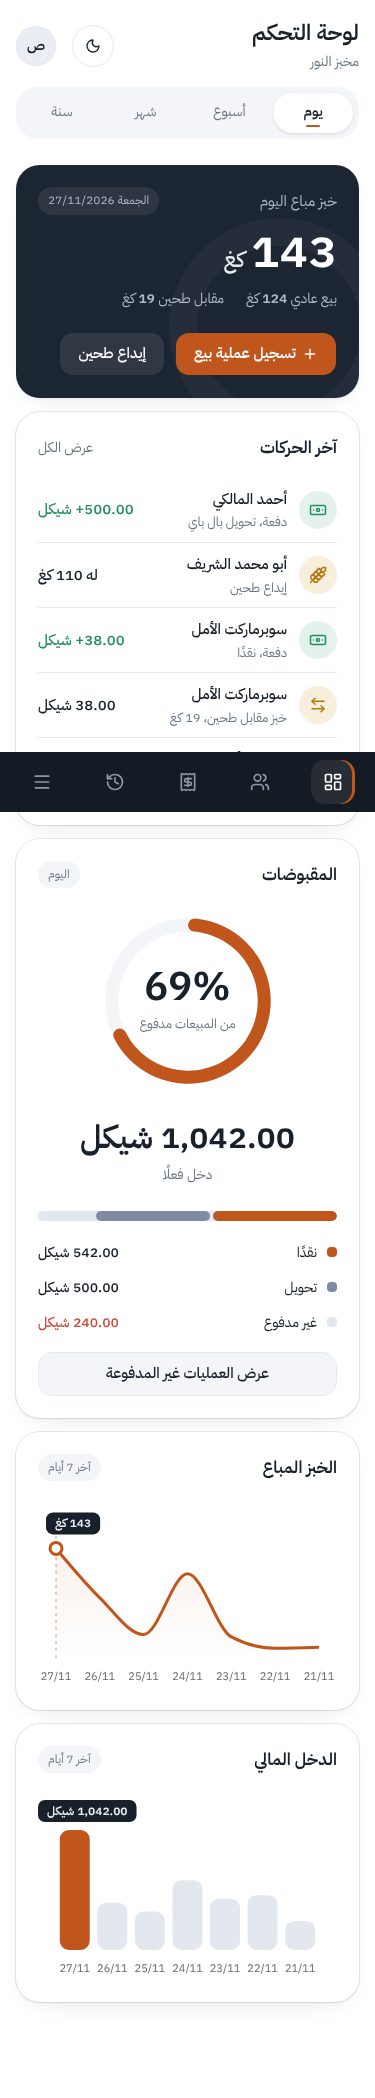 لوحة التحكم
مخبز النور
ص
يوم
أسبوع
شهر
سنة
خبز مباع اليوم
الجمعة 27/11/2026
143 كغ
بيع عادي 124 كغ
مقابل طحين 19 كغ
+ تسجيل عملية بيع
إيداع طحين
آخر الحركات
عرض الكل
أحمد المالكي
دفعة، تحويل بال باي
+500.00 شيكل
أبو محمد الشريف
إيداع طحين
له 110 كغ
سوبرماركت الأمل
دفعة، نقدًا
+38.00 شيكل
سوبرماركت الأمل
خبز مقابل طحين، 19 كغ
38.00 شيكل
المقبوضات
اليوم
69%
من المبيعات مدفوع
1,042.00 شيكل
دخل فعلًا
نقدًا
542.00 شيكل
تحويل
500.00 شيكل
غير مدفوع
240.00 شيكل
عرض العمليات غير المدفوعة
الخبز المباع
آخر 7 أيام
143 كغ
27/11 26/11 25/11 24/11 23/11 22/11 21/11
الدخل المالي
آخر 7 أيام
1,042.00 شيكل
27/11 26/11 25/11 24/11 23/11 22/11 21/11